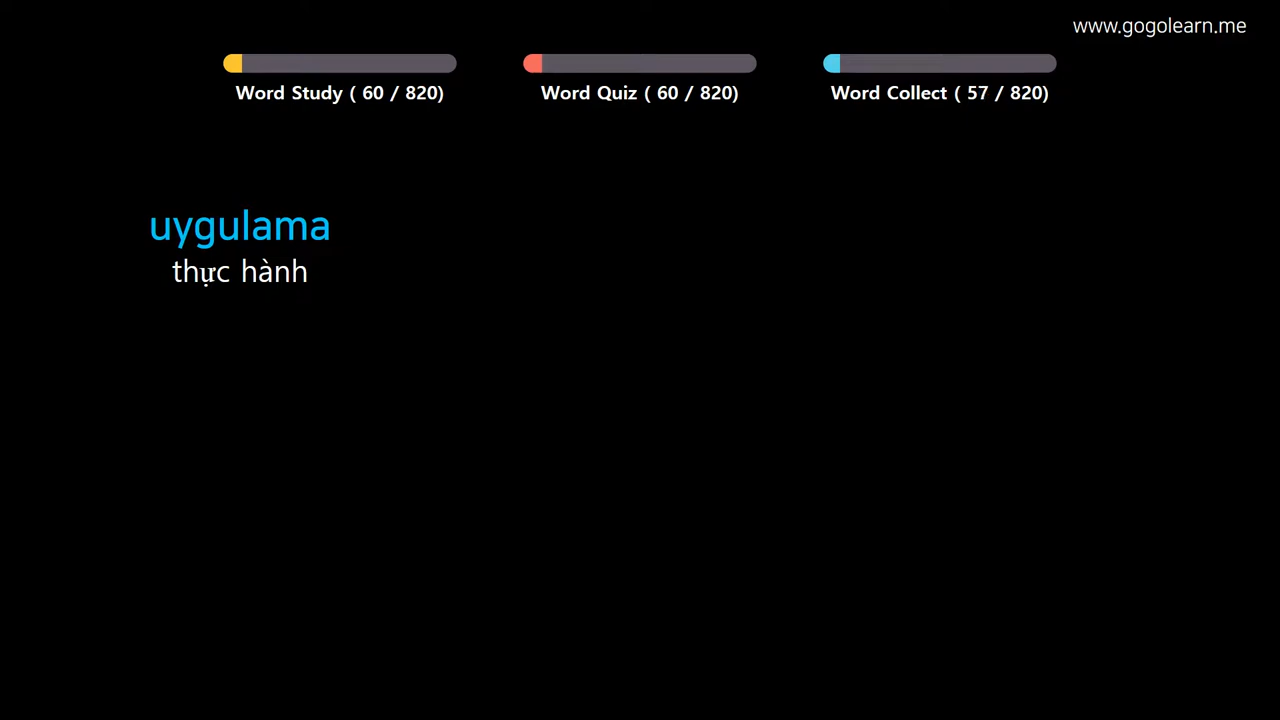 www.gogolearn.me
Word Study ( 60 / 820)
Word Quiz ( 60 / 820)
Word Collect ( 57 / 820)
uygulama
thực hành